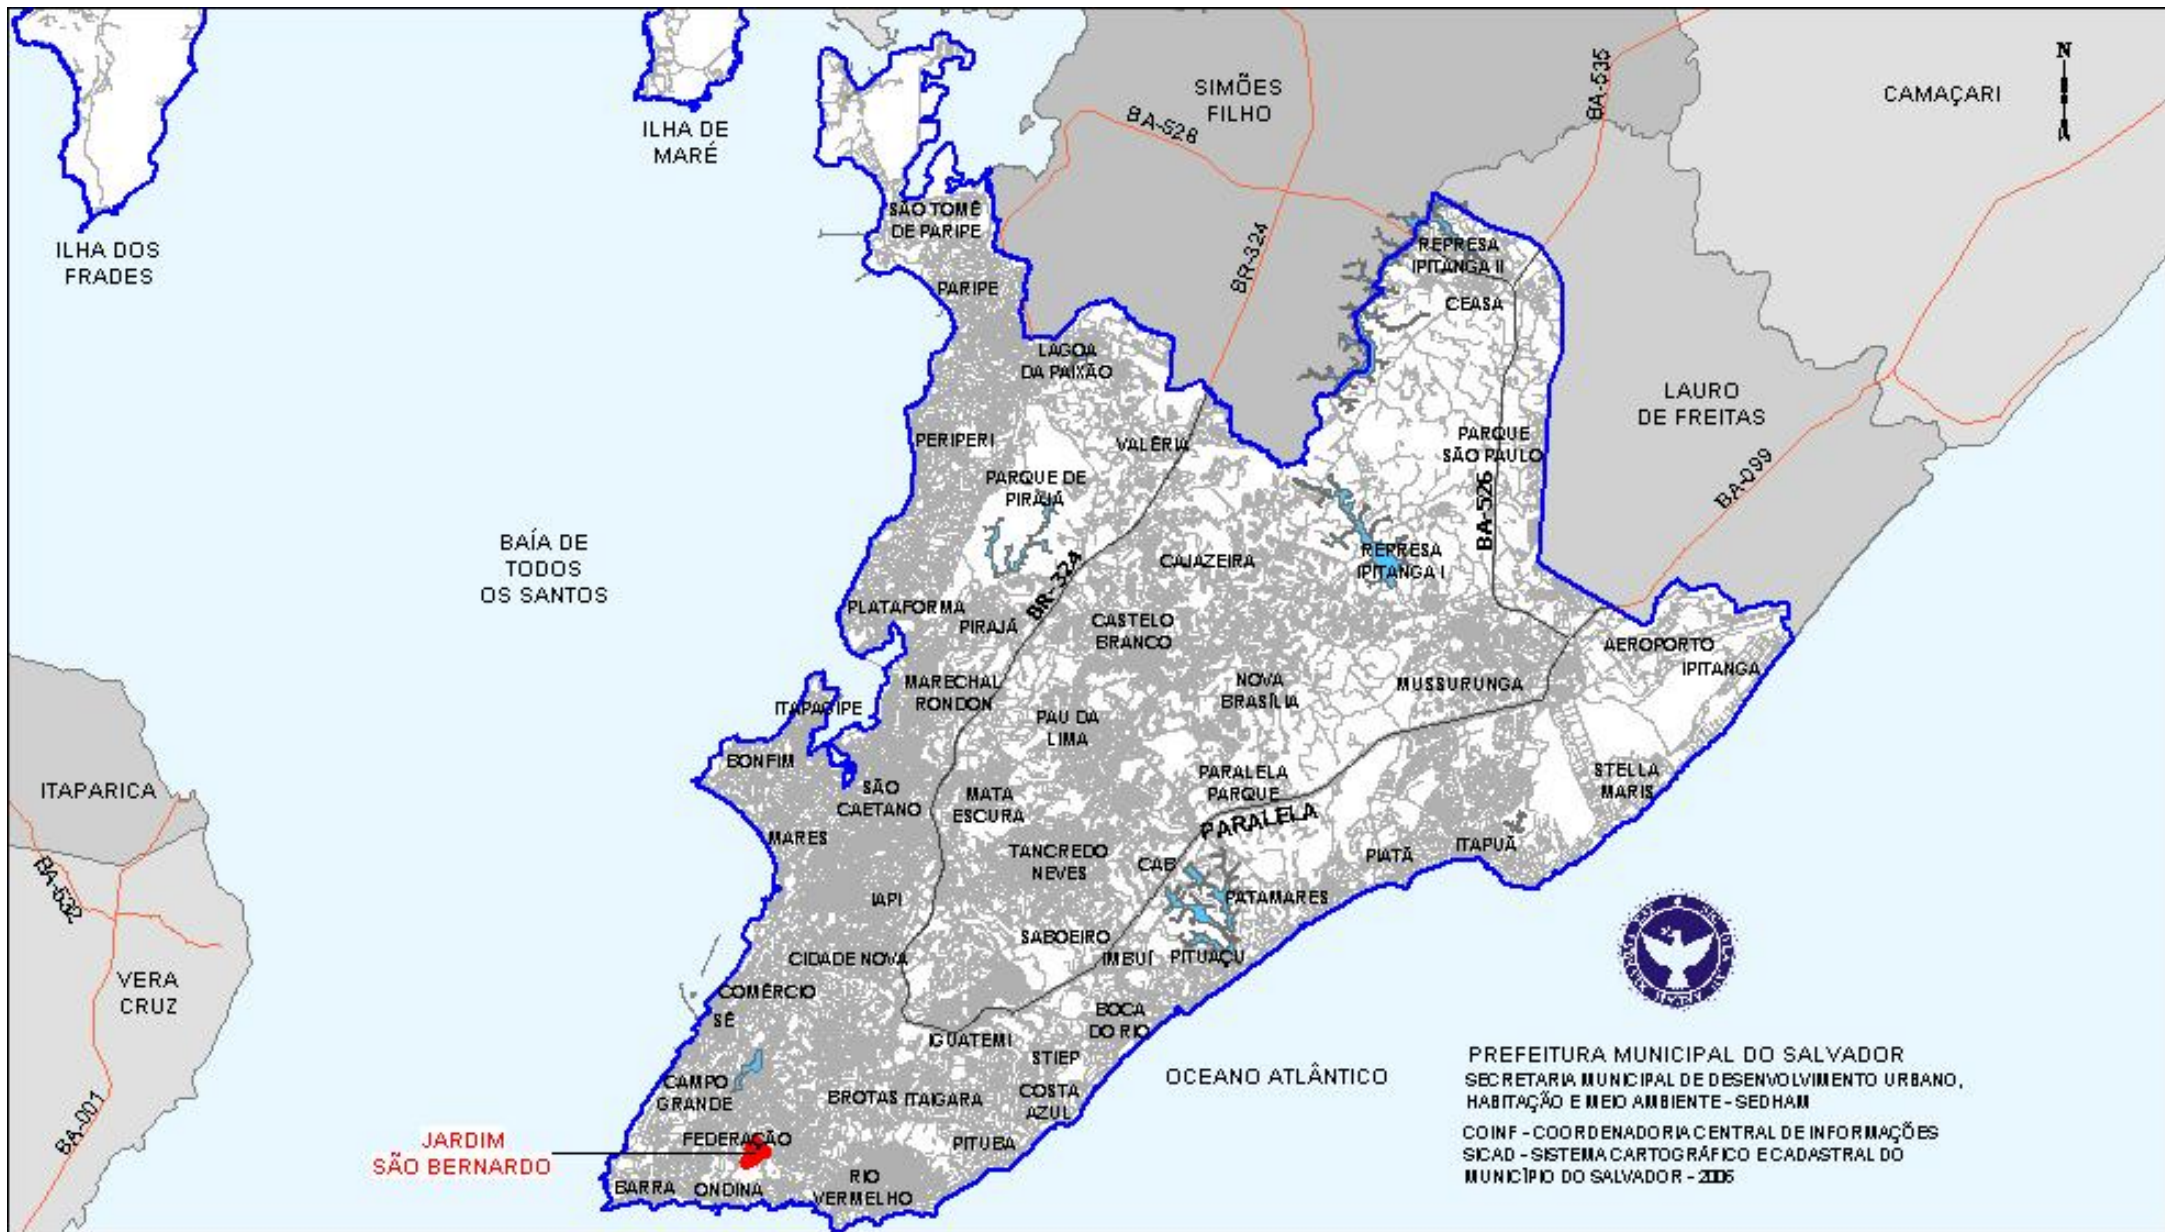 N
SIMÕES
FILHO
CAMAÇARI
BA-535
BA-528
ILHA DE
MARÉ
ILHA DOS
FRADES
SÃO TOMÉ
DE PARIPE
REPRESA
IPITANGA II
BR-324
PARIPE
CEASA
LAGOA
DA PAIXÃO
LAURO
DE FREITAS
PERIPERI
VALÉRIA
PARQUE
SÃO PAULO
PARQUE DE
PIRAJÁ
BA-099
BA-526
BAÍA DE
TODOS
OS SANTOS
CAJAZEIRA
REPRESA
IPITANGA I
BR-324
PLATAFORMA
PIRAJÁ
CASTELO
BRANCO
AEROPORTO
IPITANGA
MARECHAL
RONDON
NOVA
BRASÍLIA
MUSSURUNGA
ITAPAGIPE
PAU DA
LIMA
BONFIM
PARALELA
PARQUE
STELLA
MARIS
ITAPARICA
SÃO
CAETANO
MATA
ESCURA
PARALELA
MARES
TANCREDO
NEVES
CAB
PIATÃ
ITAPUÃ
BA-532
IAPI
PATAMARES
SABOEIRO
IMBUÍ
PITUAÇU
CIDADE NOVA
VERA
CRUZ
COMÉRCIO
SÉ
BOCA
DO RIO
IGUATEMI
STIEP
OCEANO ATLÂNTICO
CAMPO
GRANDE
BROTAS
ITAIGARA
COSTA
AZUL
BA-001
FEDERAÇÃO
PITUBA
JARDIM
SÃO BERNARDO
BARRA
ONDINA
RIO
VERMELHO
PREFEITURA MUNICIPAL DO SALVADOR
SECRETARIA MUNICIPAL DE DESENVOLVIMENTO URBANO,
HABITAÇÃO E MEIO AMBIENTE - SEDHAM
COINF - COORDENADORIA CENTRAL DE INFORMAÇÕES
SICAD - SISTEMA CARTOGRÁFICO E CADASTRAL DO
MUNICÍPIO DO SALVADOR - 2006